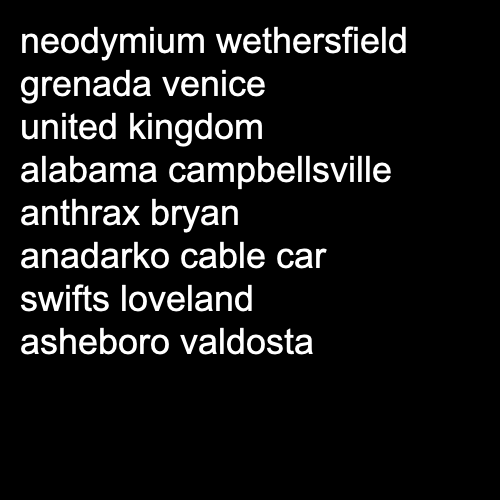 neodymium wethersfield
grenada venice
united kingdom
alabama campbellsville
anthrax bryan
anadarko cable car
swifts loveland
asheboro valdosta